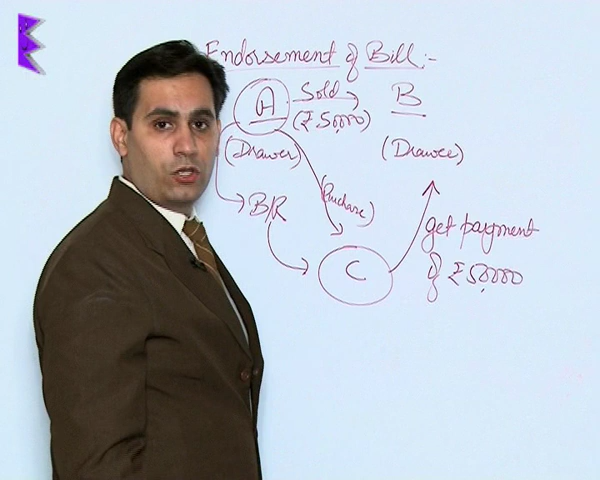 Endorsement of Bill :-
A Sold B
(₹50,000)
(Drawer) (Drawee)
B/R (Purchase)
C get payment
of ₹50,000